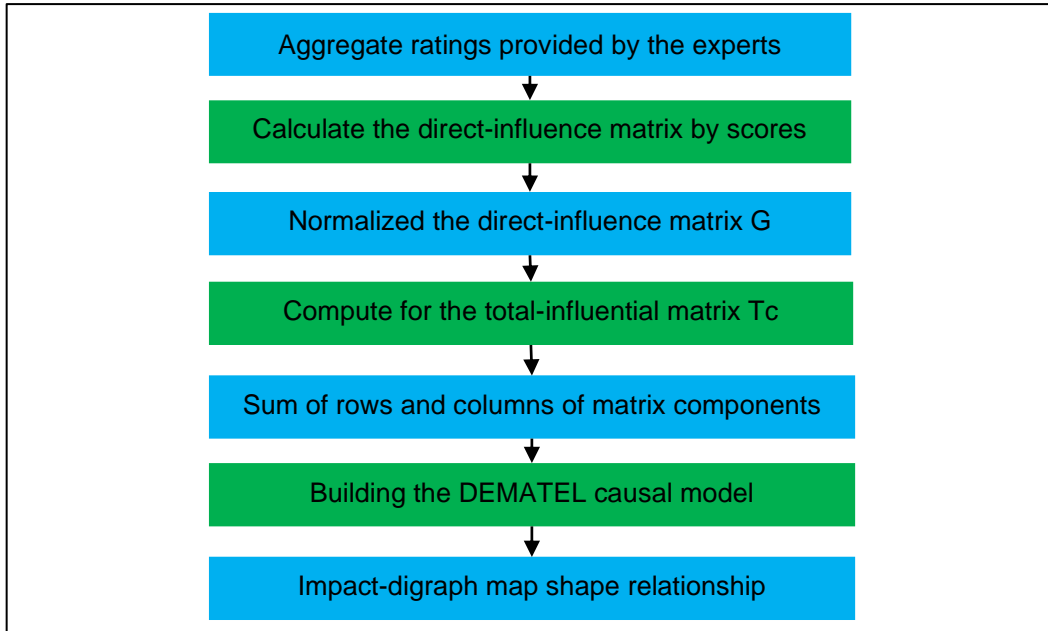 Aggregate ratings provided by the experts
Calculate the direct-influence matrix by scores
Normalized the direct-influence matrix G
Compute for the total-influential matrix Tc
Sum of rows and columns of matrix components
Building the DEMATEL causal model
Impact-digraph map shape relationship